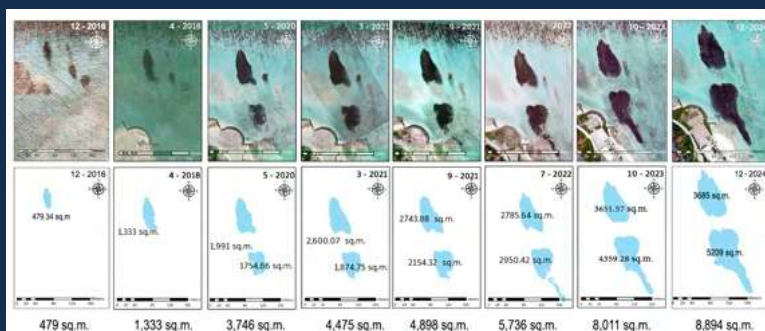 12 - 2016
4 - 2018
5 - 2020
3 - 2021
9 - 2021
2022
10 - 2023
12 - 2024
12 - 2016
4 - 2018
5 - 2020
3 - 2021
9 - 2021
7 - 2022
10 - 2023
12 - 2024
479.34 sq.m
1,333 sq.m.
1,991 sq.m.
1754.66 sq.m.
2,600.07 sq.m.
1,874.75 sq.m.
2743.88 sq.m.
2154.32 sq.m.
2785.64 sq.m.
2950.42 sq.m.
3651.97 sq.m.
4359.28 sq.m.
3685 sq.m.
5209 sq.m.
479 sq.m.
1,333 sq.m.
3,746 sq.m.
4,475 sq.m.
4,898 sq.m.
5,736 sq.m.
8,011 sq.m.
8,894 sq.m.